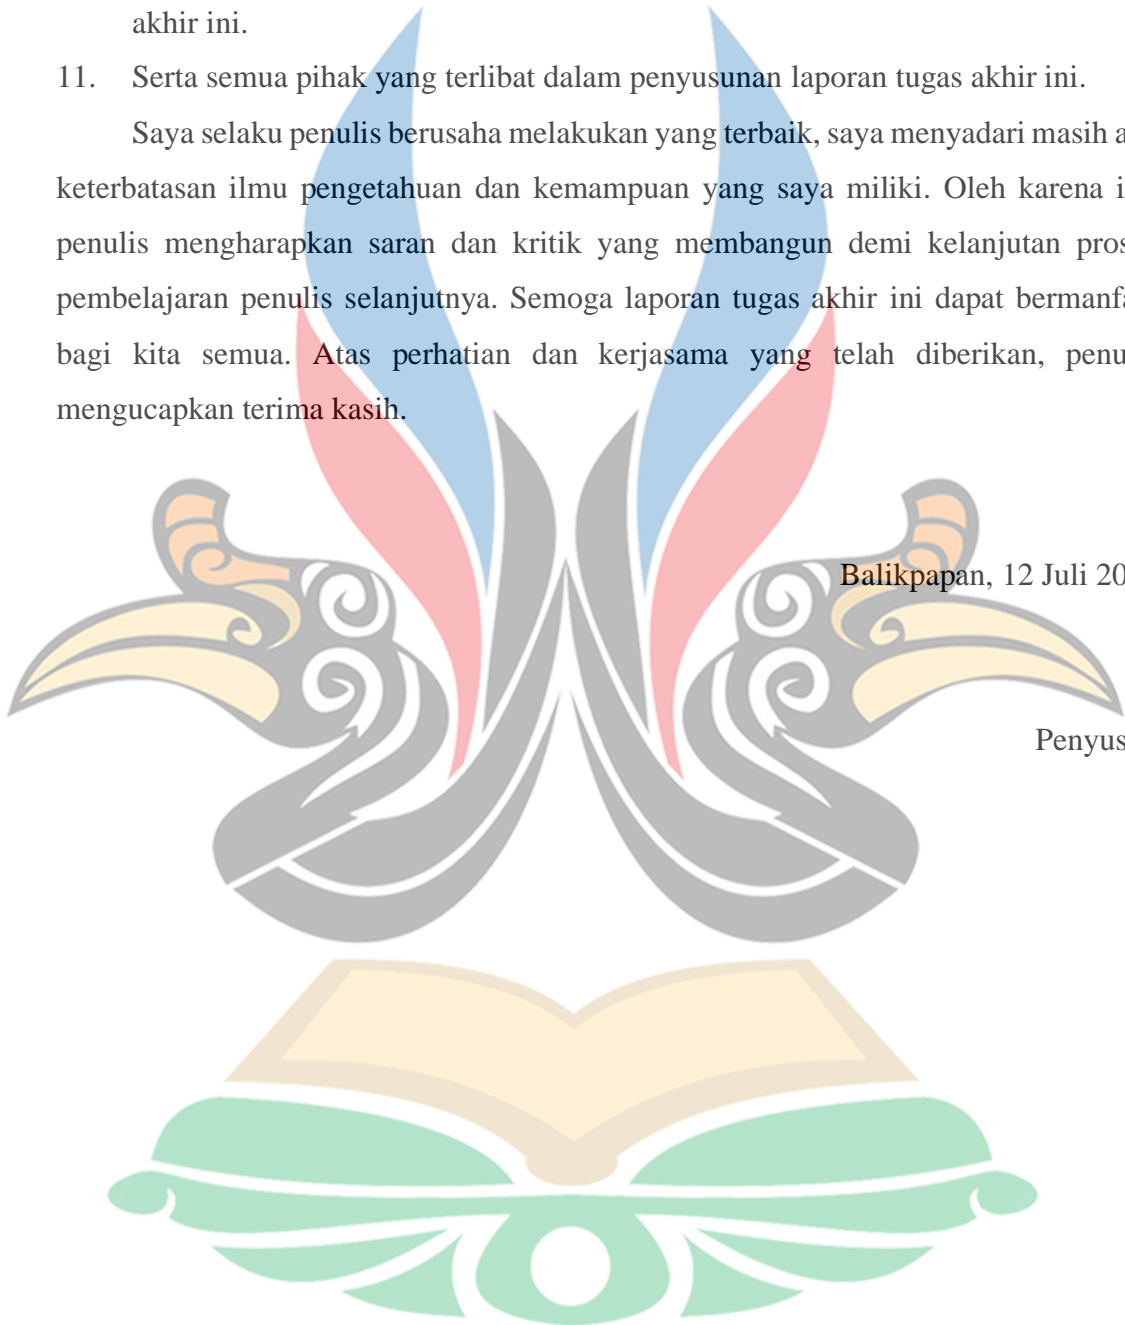 akhir ini.
11. Serta semua pihak yang terlibat dalam penyusunan laporan tugas akhir ini.
Saya selaku penulis berusaha melakukan yang terbaik, saya menyadari masih a
keterbatasan ilmu pengetahuan dan kemampuan yang saya miliki. Oleh karena i
penulis mengharapkan saran dan kritik yang membangun demi kelanjutan pros
pembelajaran penulis selanjutnya. Semoga laporan tugas akhir ini dapat bermanfa
bagi kita semua. Atas perhatian dan kerjasama yang telah diberikan, penu
mengucapkan terima kasih.
Balikpapan, 12 Juli 20
Penyus